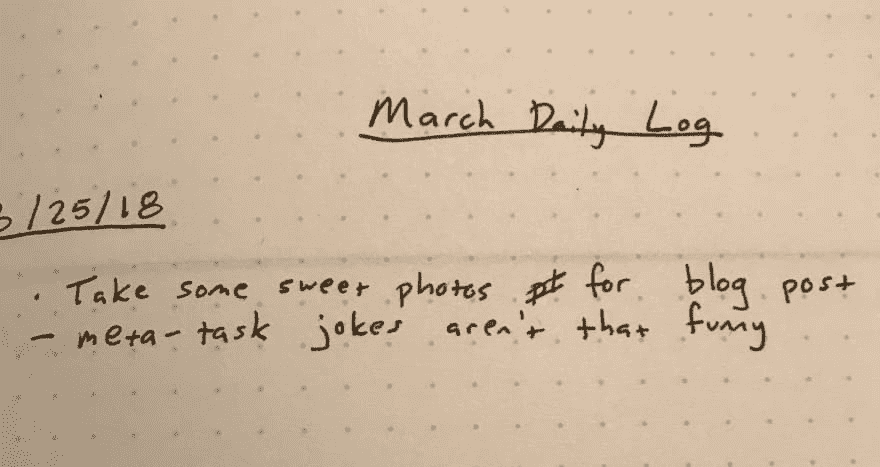 March Daily Log
3/25/18
· Take some sweet photos for blog post
- meta-task jokes aren't that funny